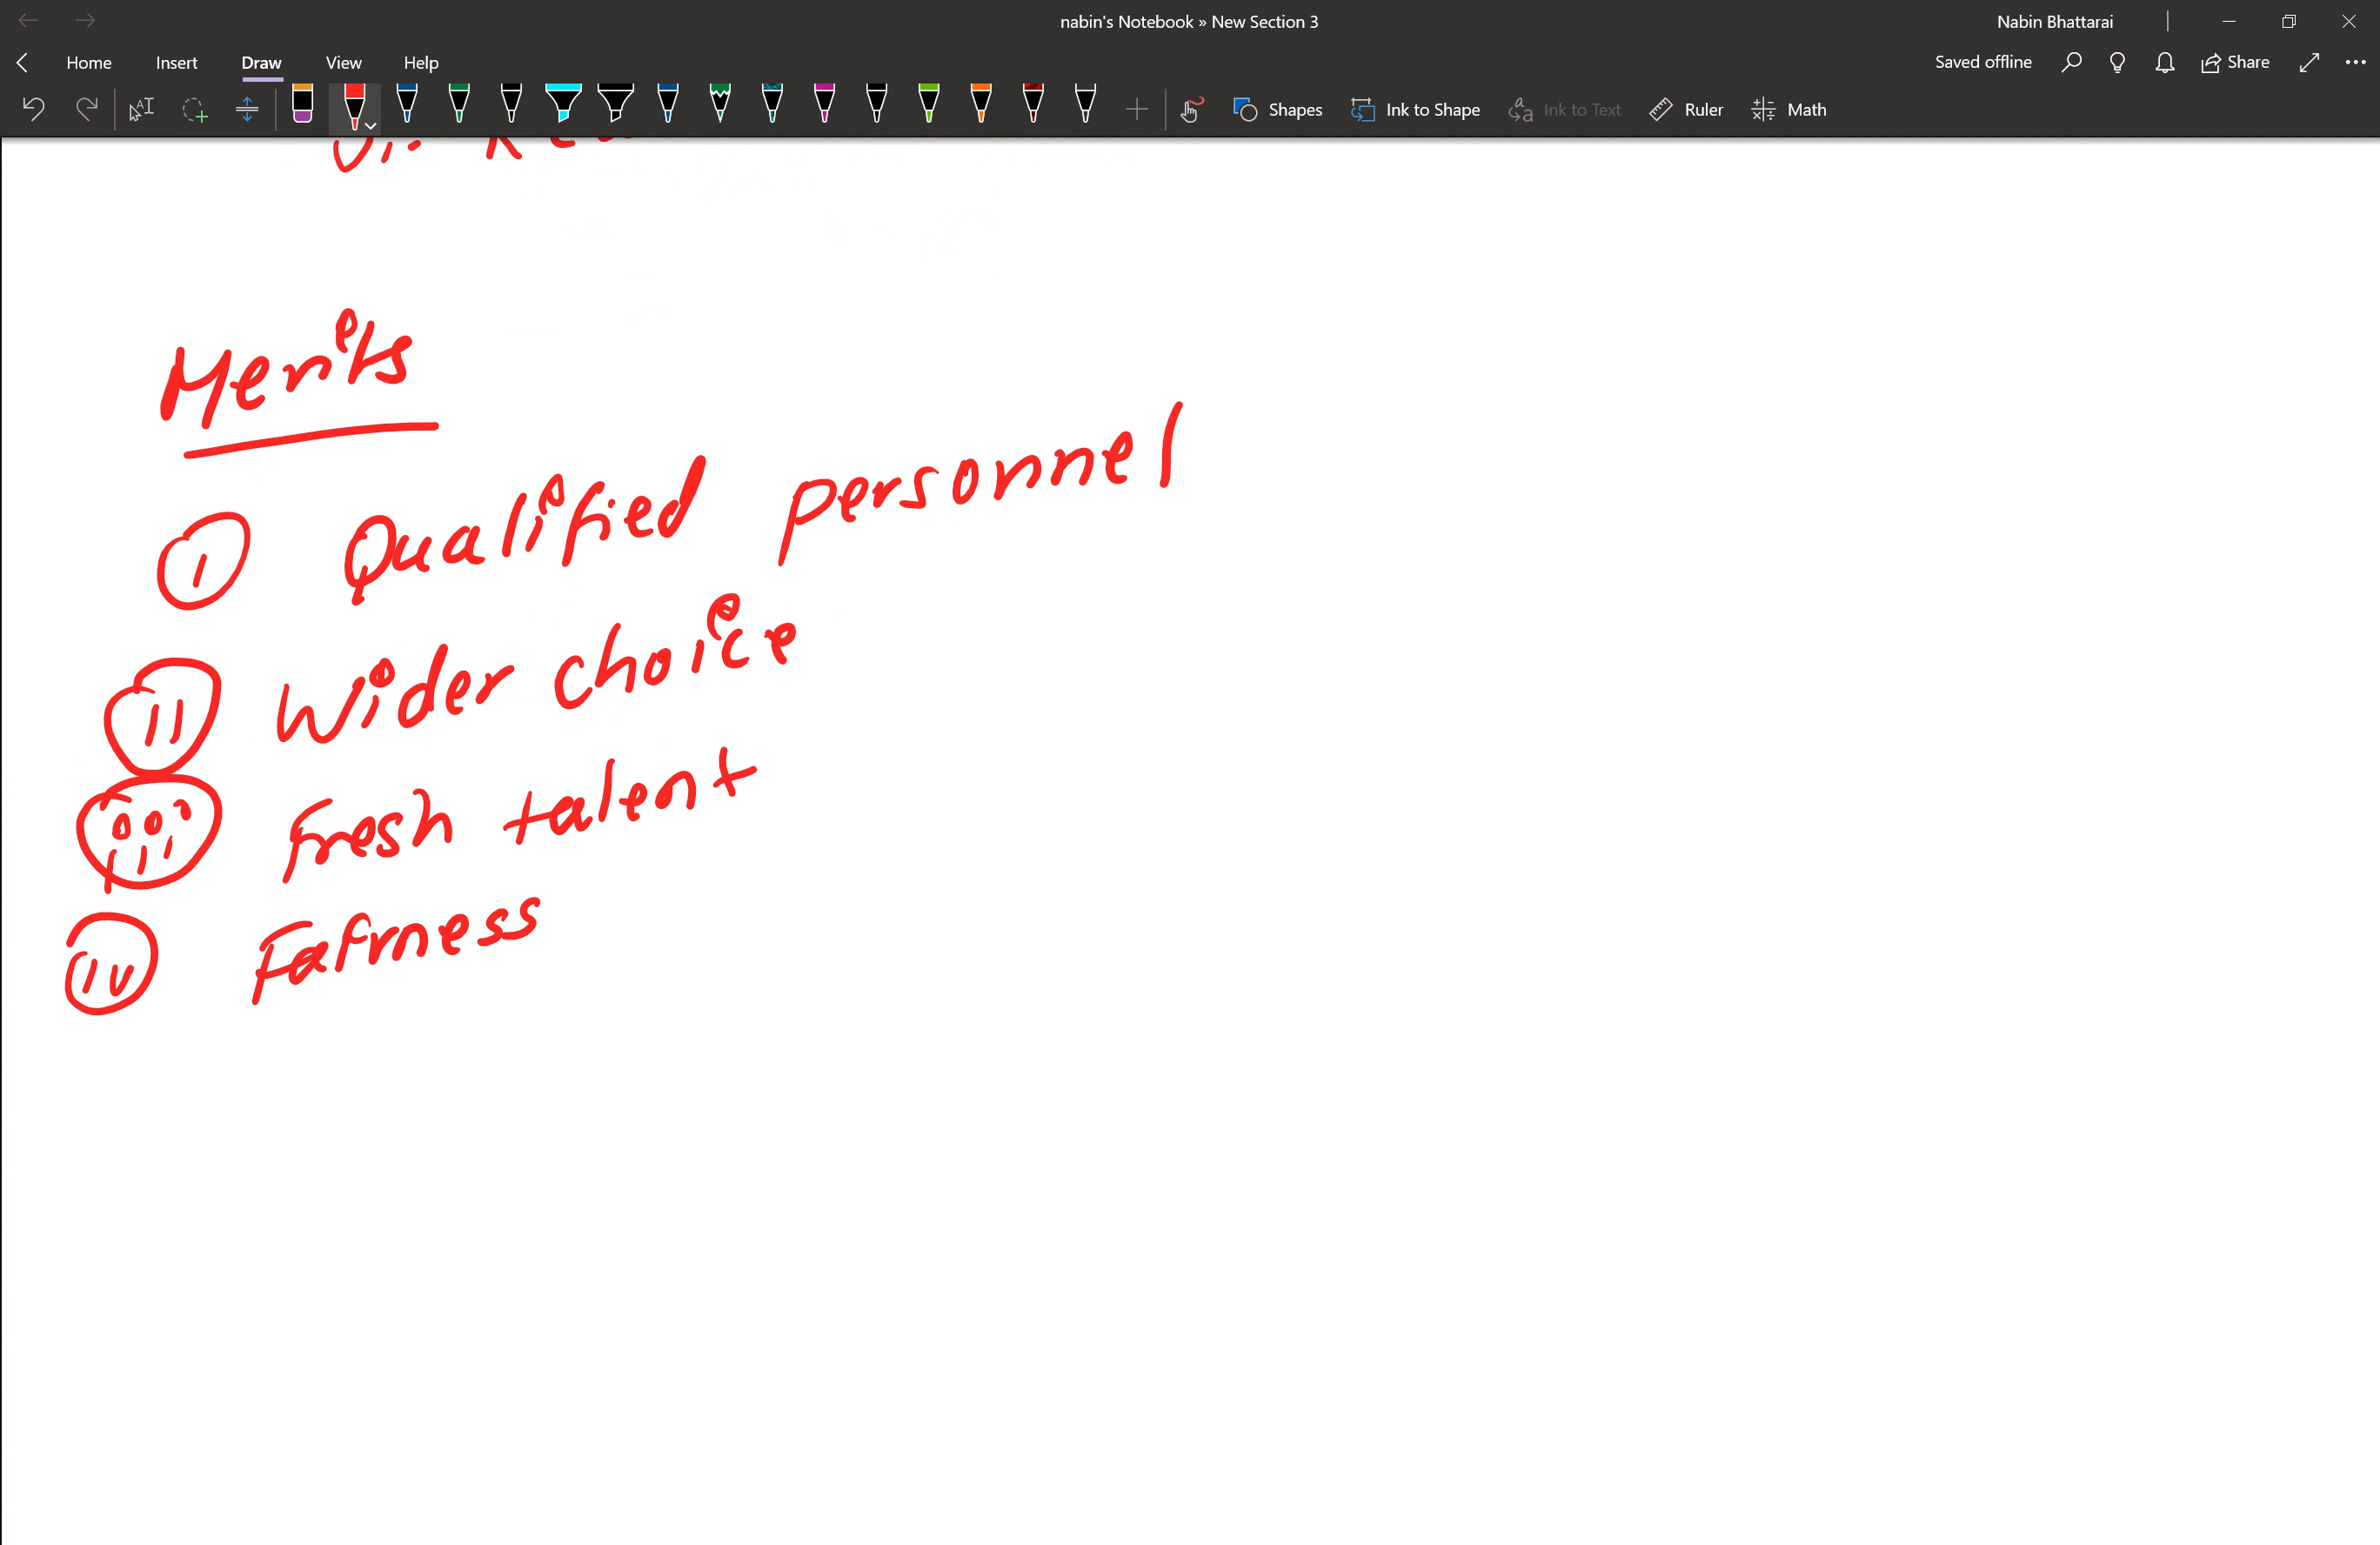 nabin's Notebook » New Section 3
Nabin Bhattarai
Home Insert Draw View Help
Saved offline Share
Shapes Ink to Shape Ink to Text Ruler Math
Merits
i Qualified personnel
ii Wider choice
iii Fresh talent
iv Fairness